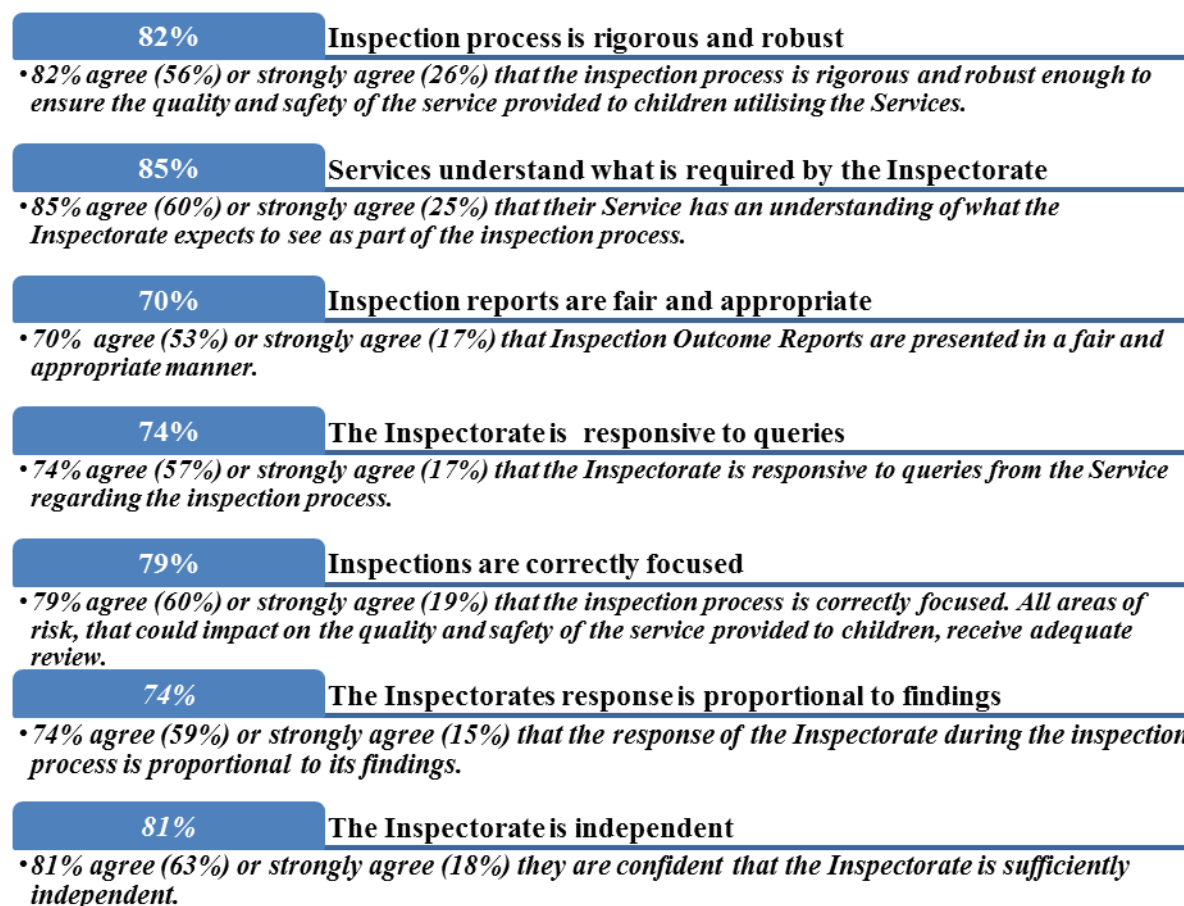 82%
Inspection process is rigorous and robust
•82% agree (56%) or strongly agree (26%) that the inspection process is rigorous and robust enough to
ensure the quality and safety of the service provided to children utilising the Services.
85%
Services understand what is required by the Inspectorate
•85% agree (60%) or strongly agree (25%) that their Service has an understanding of what the
Inspectorate expects to see as part of the inspection process.
70%
Inspection reports are fair and appropriate
•70% agree (53%) or strongly agree (17%) that Inspection Outcome Reports are presented in a fair and
appropriate manner.
74%
The Inspectorate is responsive to queries
•74% agree (57%) or strongly agree (17%) that the Inspectorate is responsive to queries from the Service
regarding the inspection process.
79%
Inspections are correctly focused
•79% agree (60%) or strongly agree (19%) that the inspection process is correctly focused. All areas of
risk, that could impact on the quality and safety of the service provided to children, receive adequate
review.
74%
The Inspectorates response is proportional to findings
•74% agree (59%) or strongly agree (15%) that the response of the Inspectorate during the inspection
process is proportional to its findings.
81%
The Inspectorate is independent
•81% agree (63%) or strongly agree (18%) they are confident that the Inspectorate is sufficiently
independent.